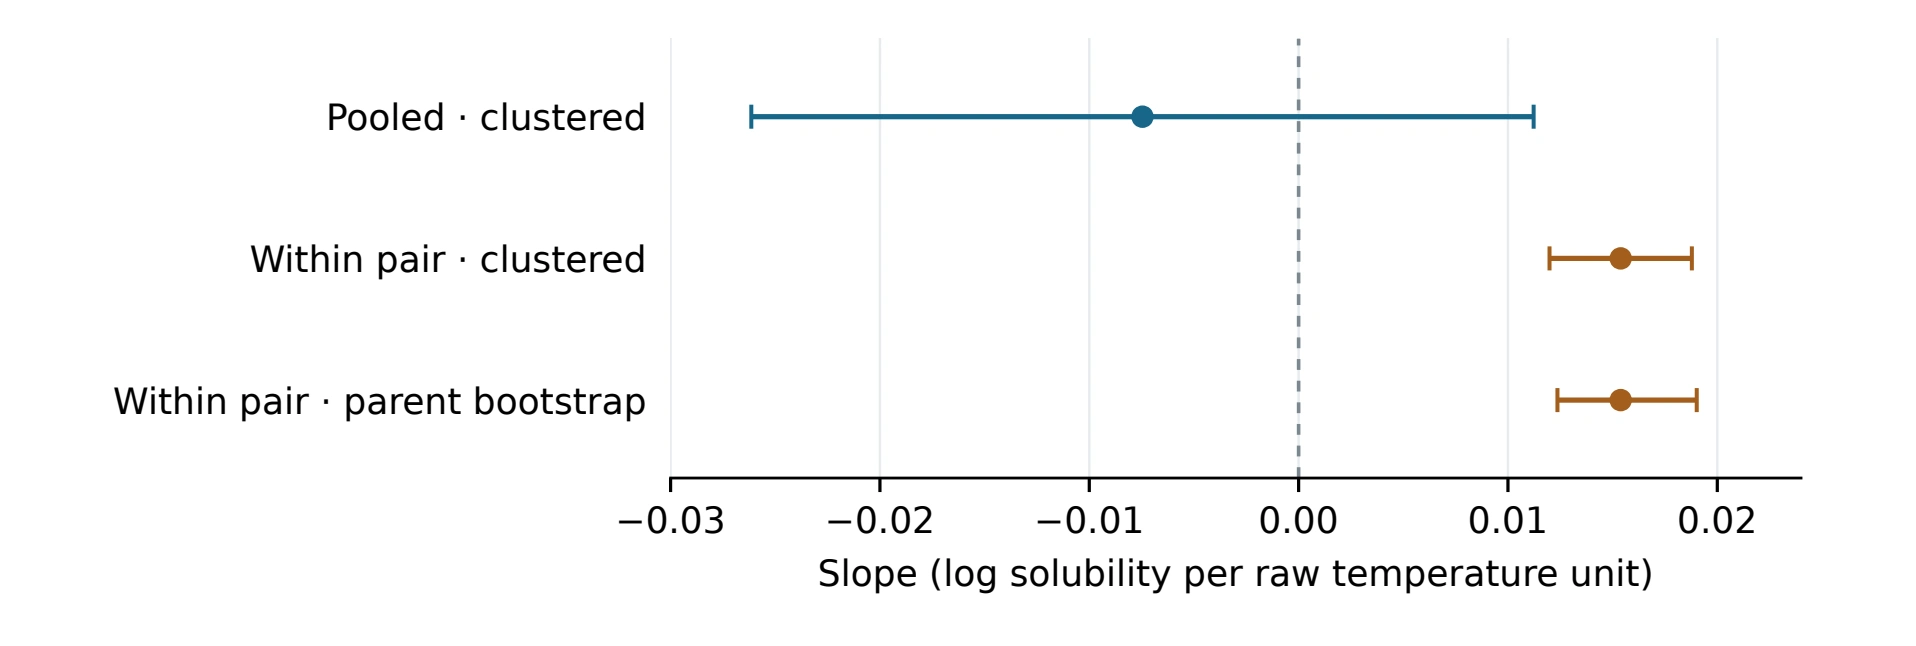 Pooled · clustered
Within pair · clustered
Within pair · parent bootstrap
−0.03 −0.02 −0.01 0.00 0.01 0.02
Slope (log solubility per raw temperature unit)